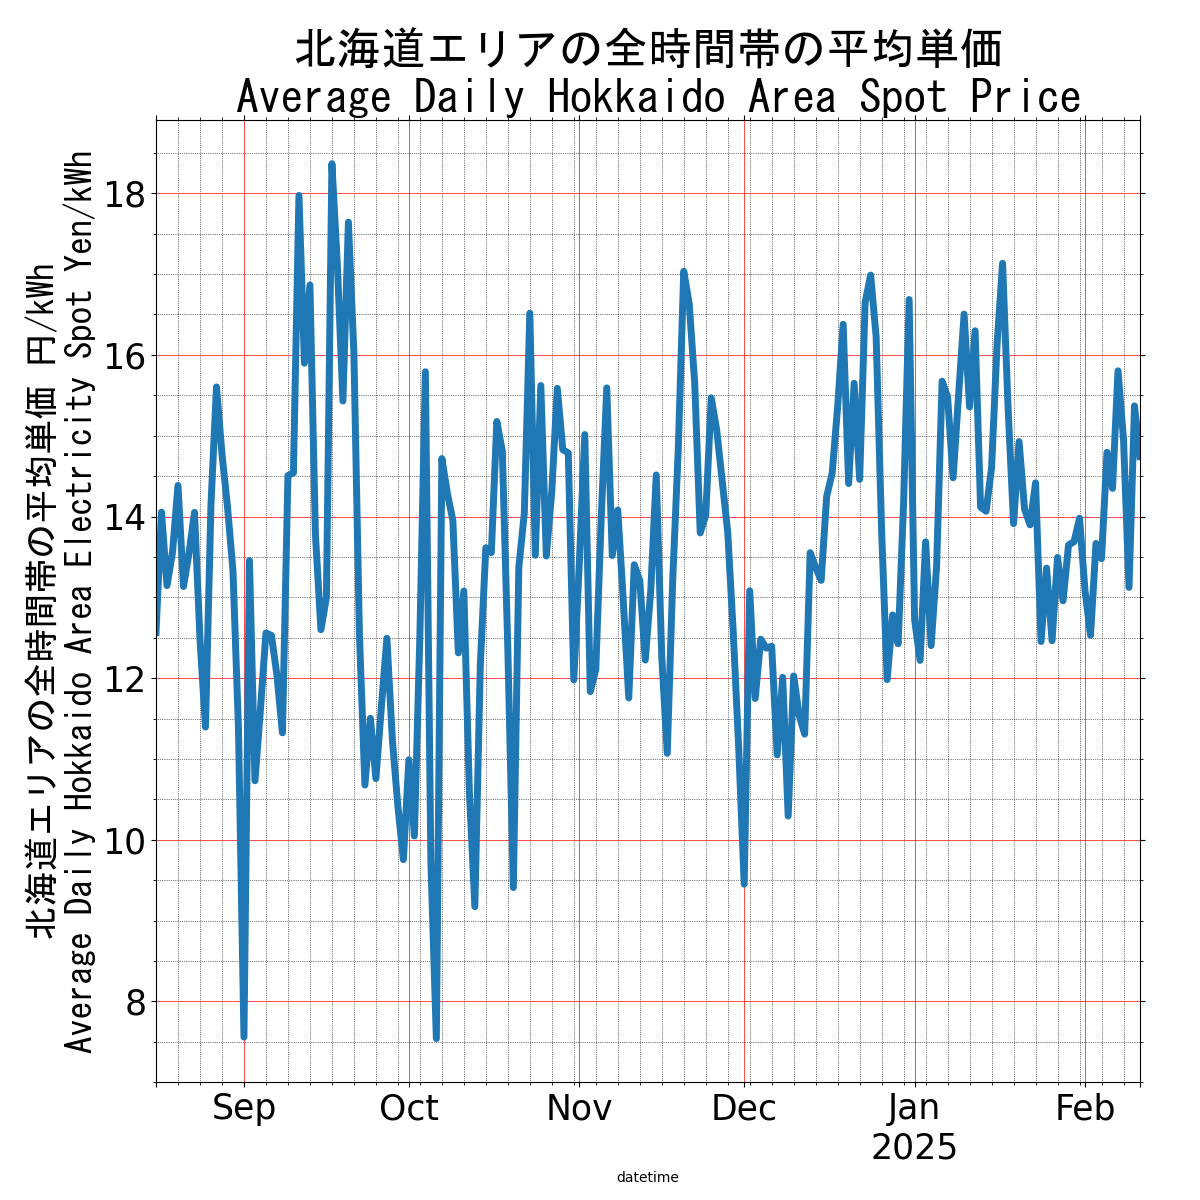 北海道エリアの全時間帯の平均単価
Average Daily Hokkaido Area Spot Price
北海道エリアの全時間帯の平均単価 円/kWh
Average Daily Hokkaido Area Electricity Spot Yen/kWh
18
16
14
12
10
8
Sep Oct Nov Dec Jan Feb
2025
datetime